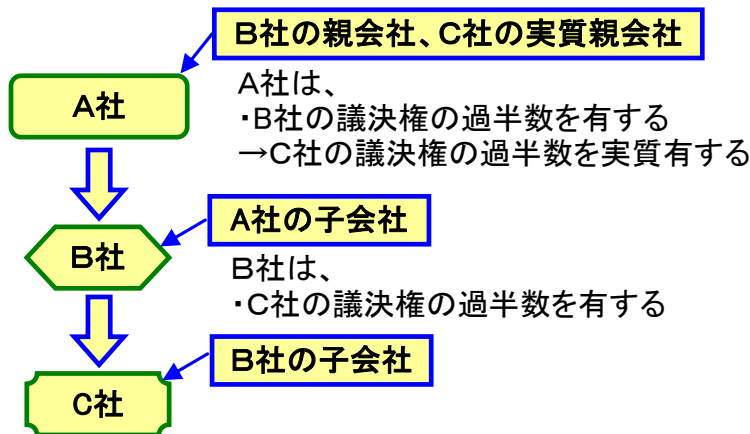 B社の親会社、C社の実質親会社
A社
A社は、
・B社の議決権の過半数を有する
→C社の議決権の過半数を実質有する
A社の子会社
B社
B社は、
・C社の議決権の過半数を有する
B社の子会社
C社